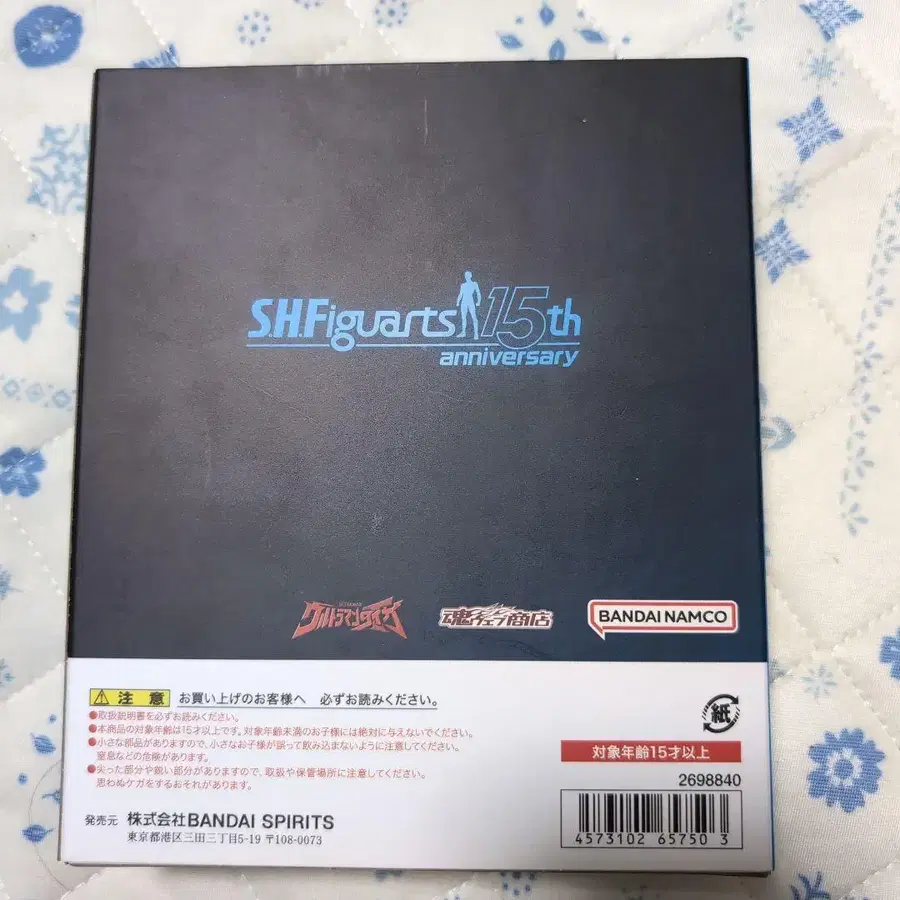 S.H.Figuarts 15th
anniversary
ウルトラマンタイガ
魂ウェブ商店
BANDAI NAMCO
注意 お買い上げのお客様へ 必ずお読みください。
●取扱説明書を必ずお読みください。
●本商品の対象年齢は15才以上です。対象年齢未満のお子様には絶対に与えないでください。
●小さな部品がありますので、小さなお子様が誤って飲み込まないように注意してください。
窒息などの危険があります。
●尖った部分や鋭い部分がありますので、取扱や保管場所に注意してください。
思わぬケガをするおそれがあります。
発売元 株式会社BANDAI SPIRITS
東京都港区三田三丁目5-19 〒108-0073
紙
対象年齢15才以上
2698840
4573102 65750 3